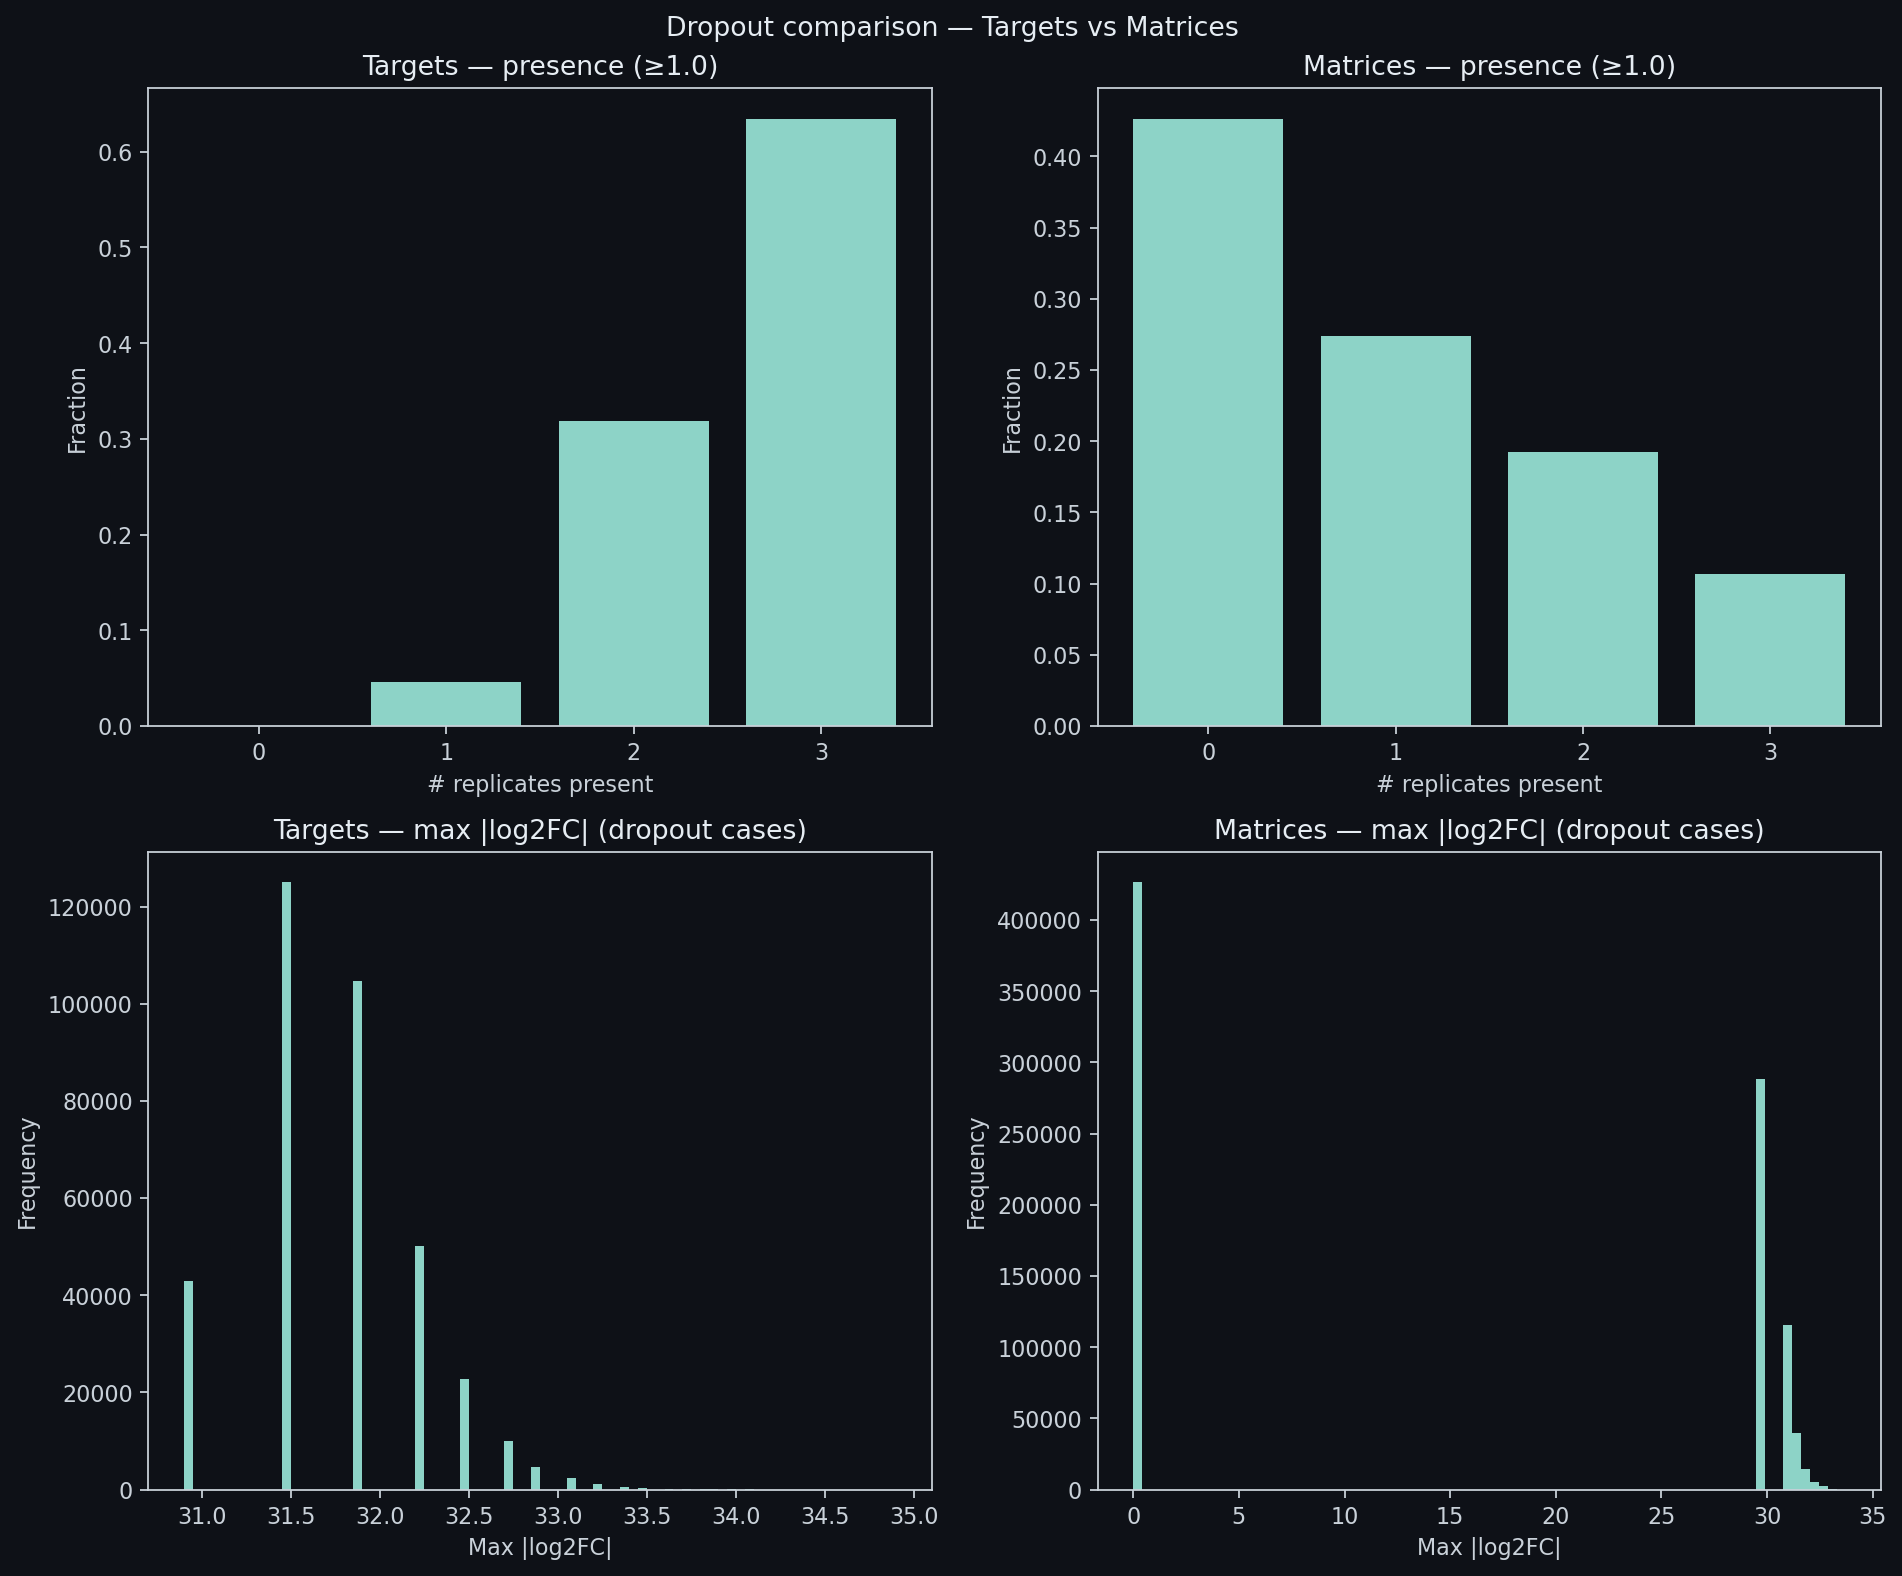 Dropout comparison — Targets vs Matrices
Targets — presence (≥1.0)
Fraction
0.6
0.5
0.4
0.3
0.2
0.1
0.0
0 1 2 3
# replicates present
Matrices — presence (≥1.0)
Fraction
0.40
0.35
0.30
0.25
0.20
0.15
0.10
0.05
0.00
0 1 2 3
# replicates present
Targets — max |log2FC| (dropout cases)
Frequency
120000
100000
80000
60000
40000
20000
0
31.0 31.5 32.0 32.5 33.0 33.5 34.0 34.5 35.0
Max |log2FC|
Matrices — max |log2FC| (dropout cases)
Frequency
400000
350000
300000
250000
200000
150000
100000
50000
0
0 5 10 15 20 25 30 35
Max |log2FC|